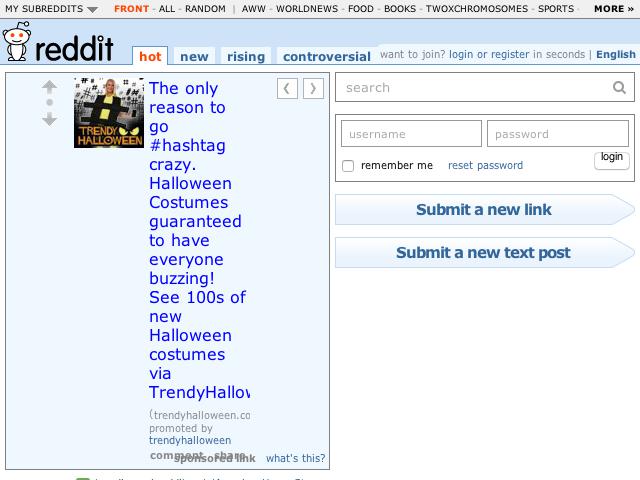 MY SUBREDDITS FRONT - ALL - RANDOM | AWW - WORLDNEWS - FOOD - BOOKS - TWOXCHROMOSOMES - SPORTS - MORE »
reddit hot new rising controversial want to join? login or register in seconds | English
The only
reason to
go
#hashtag
crazy.
Halloween
Costumes
guaranteed
to have
everyone
buzzing!
See 100s of
new
Halloween
costumes
via
TrendyHallow
(trendyhalloween.co
promoted by
trendyhalloween
comment share
sponsored link what's this?
TRENDY
HALLOWEEN
search
username password
remember me reset password login
Submit a new link
Submit a new text post